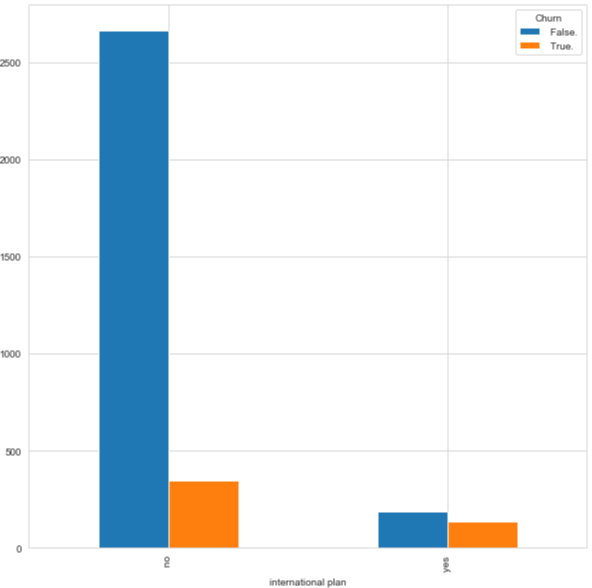 Churn
False.
True.
2500
2000
1500
1000
500
0
no
yes
international plan